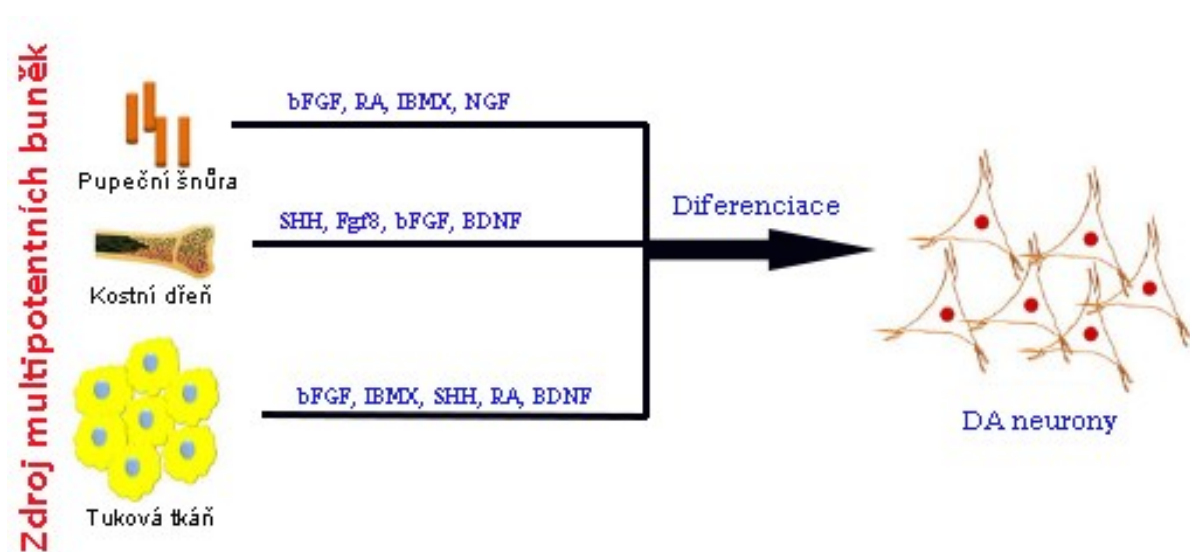 Zdroj multipotentních buněk
bFGF, RA, IBMX, NGF
Pupeční šnůra
SHH, Fgf8, bFGF, BDNF
Diferenciace
Kostní dřeň
bFGF, IBMX, SHH, RA, BDNF
DA neurony
Tuková tkáň